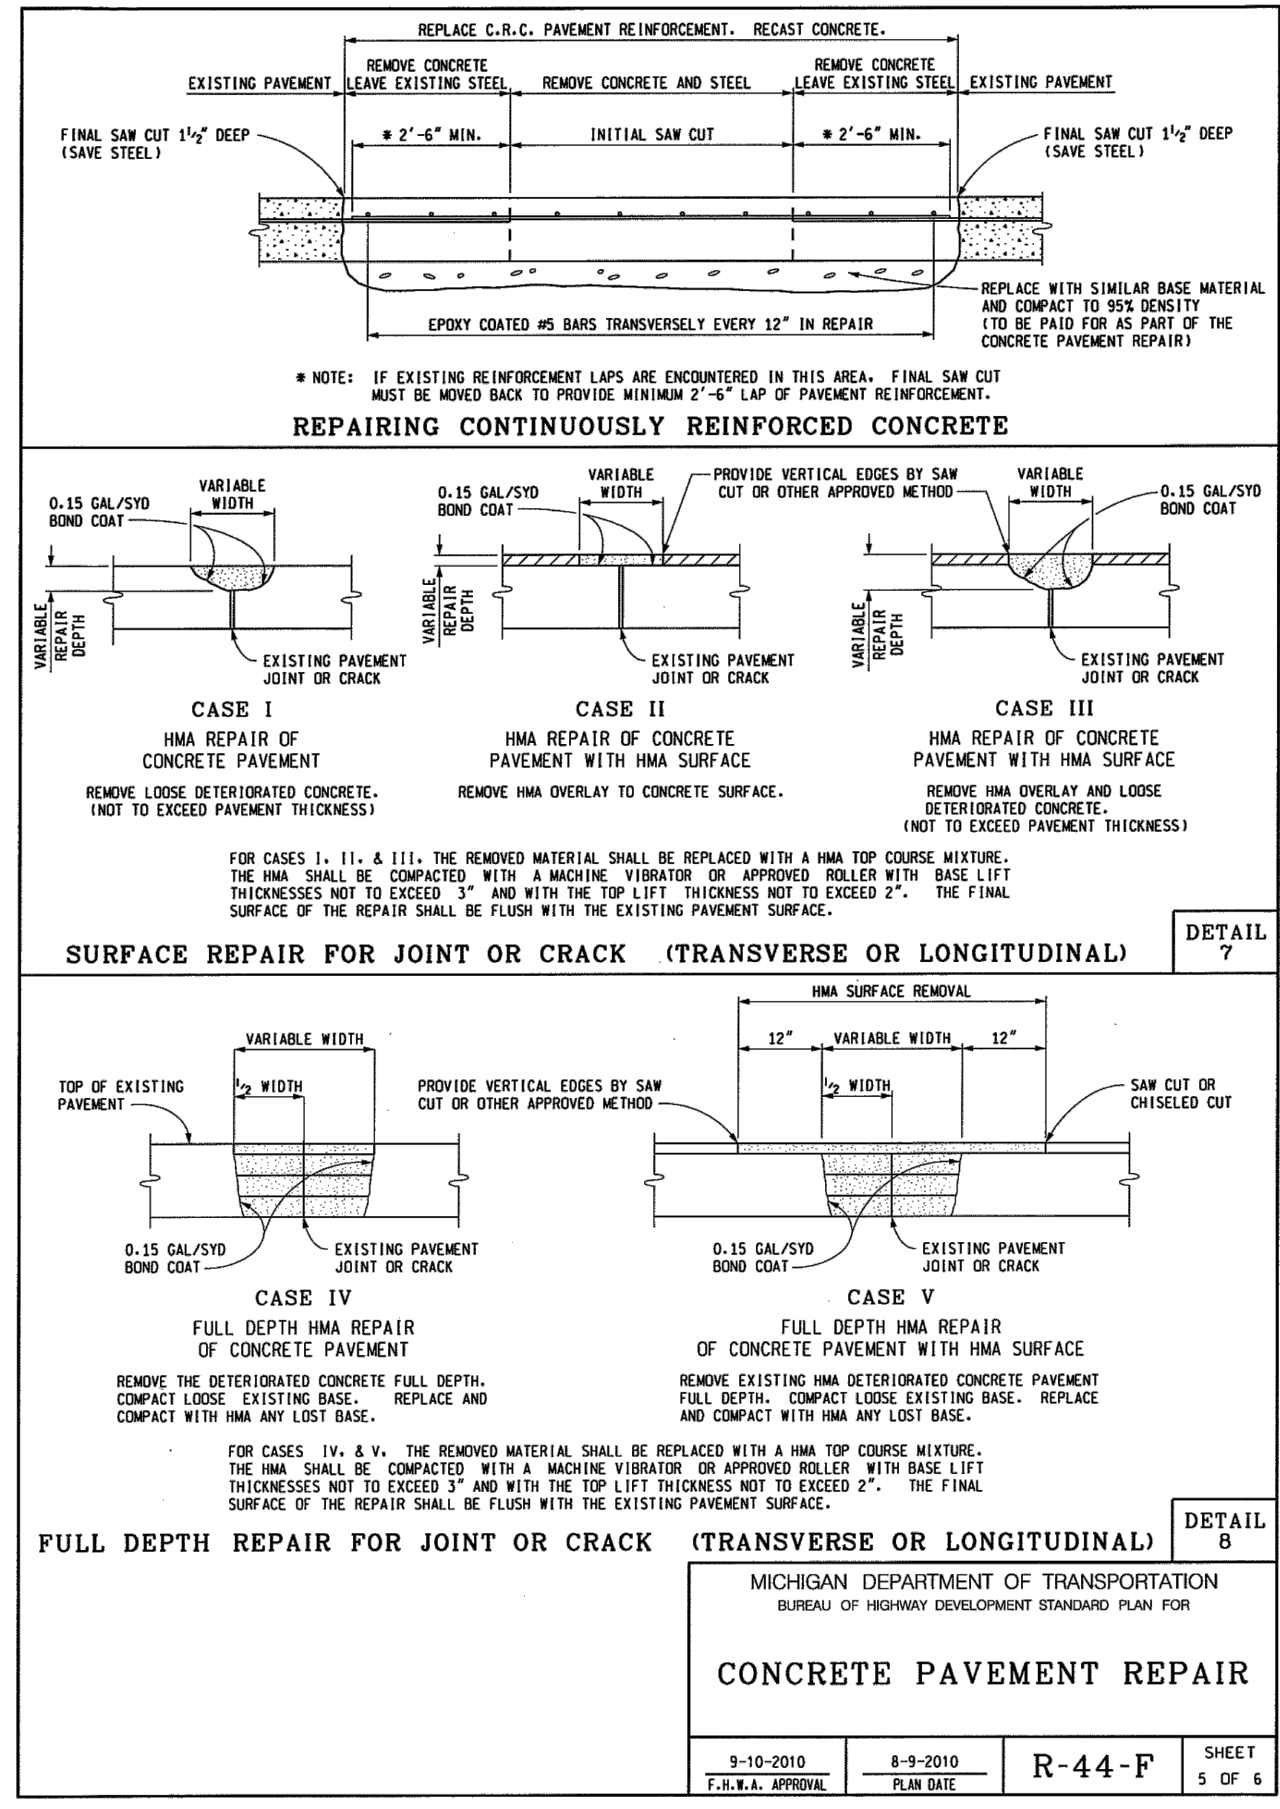 REPLACE C.R.C. PAVEMENT REINFORCEMENT. RECAST CONCRETE.
EXISTING PAVEMENT
REMOVE CONCRETE
LEAVE EXISTING STEEL
REMOVE CONCRETE AND STEEL
REMOVE CONCRETE
LEAVE EXISTING STEEL
EXISTING PAVEMENT
FINAL SAW CUT 1 1/2" DEEP
(SAVE STEEL)
* 2'-6" MIN.
INITIAL SAW CUT
* 2'-6" MIN.
FINAL SAW CUT 1 1/2" DEEP
(SAVE STEEL)
REPLACE WITH SIMILAR BASE MATERIAL
AND COMPACT TO 95% DENSITY
(TO BE PAID FOR AS PART OF THE
CONCRETE PAVEMENT REPAIR)
EPOXY COATED #5 BARS TRANSVERSELY EVERY 12" IN REPAIR
* NOTE: IF EXISTING REINFORCEMENT LAPS ARE ENCOUNTERED IN THIS AREA, FINAL SAW CUT
MUST BE MOVED BACK TO PROVIDE MINIMUM 2'-6" LAP OF PAVEMENT REINFORCEMENT.
REPAIRING CONTINUOUSLY REINFORCED CONCRETE
0.15 GAL/SYD
BOND COAT
VARIABLE
WIDTH
VARIABLE
REPAIR
DEPTH
EXISTING PAVEMENT
JOINT OR CRACK
CASE I
HMA REPAIR OF
CONCRETE PAVEMENT
REMOVE LOOSE DETERIORATED CONCRETE.
(NOT TO EXCEED PAVEMENT THICKNESS)
0.15 GAL/SYD
BOND COAT
VARIABLE
WIDTH
PROVIDE VERTICAL EDGES BY SAW
CUT OR OTHER APPROVED METHOD
VARIABLE
REPAIR
DEPTH
EXISTING PAVEMENT
JOINT OR CRACK
CASE II
HMA REPAIR OF CONCRETE
PAVEMENT WITH HMA SURFACE
REMOVE HMA OVERLAY TO CONCRETE SURFACE.
VARIABLE
WIDTH
0.15 GAL/SYD
BOND COAT
VARIABLE
REPAIR
DEPTH
EXISTING PAVEMENT
JOINT OR CRACK
CASE III
HMA REPAIR OF CONCRETE
PAVEMENT WITH HMA SURFACE
REMOVE HMA OVERLAY AND LOOSE
DETERIORATED CONCRETE.
(NOT TO EXCEED PAVEMENT THICKNESS)
FOR CASES I, II, & III, THE REMOVED MATERIAL SHALL BE REPLACED WITH A HMA TOP COURSE MIXTURE.
THE HMA SHALL BE COMPACTED WITH A MACHINE VIBRATOR OR APPROVED ROLLER WITH BASE LIFT
THICKNESSES NOT TO EXCEED 3" AND WITH THE TOP LIFT THICKNESS NOT TO EXCEED 2". THE FINAL
SURFACE OF THE REPAIR SHALL BE FLUSH WITH THE EXISTING PAVEMENT SURFACE.
SURFACE REPAIR FOR JOINT OR CRACK (TRANSVERSE OR LONGITUDINAL)
DETAIL
7
VARIABLE WIDTH
1/2 WIDTH
TOP OF EXISTING
PAVEMENT
0.15 GAL/SYD
BOND COAT
EXISTING PAVEMENT
JOINT OR CRACK
CASE IV
FULL DEPTH HMA REPAIR
OF CONCRETE PAVEMENT
REMOVE THE DETERIORATED CONCRETE FULL DEPTH.
COMPACT LOOSE EXISTING BASE. REPLACE AND
COMPACT WITH HMA ANY LOST BASE.
HMA SURFACE REMOVAL
12"
VARIABLE WIDTH
12"
1/2 WIDTH
PROVIDE VERTICAL EDGES BY SAW
CUT OR OTHER APPROVED METHOD
SAW CUT OR
CHISELED CUT
0.15 GAL/SYD
BOND COAT
EXISTING PAVEMENT
JOINT OR CRACK
CASE V
FULL DEPTH HMA REPAIR
OF CONCRETE PAVEMENT WITH HMA SURFACE
REMOVE EXISTING HMA DETERIORATED CONCRETE PAVEMENT
FULL DEPTH. COMPACT LOOSE EXISTING BASE. REPLACE
AND COMPACT WITH HMA ANY LOST BASE.
FOR CASES IV, & V, THE REMOVED MATERIAL SHALL BE REPLACED WITH A HMA TOP COURSE MIXTURE.
THE HMA SHALL BE COMPACTED WITH A MACHINE VIBRATOR OR APPROVED ROLLER WITH BASE LIFT
THICKNESSES NOT TO EXCEED 3" AND WITH THE TOP LIFT THICKNESS NOT TO EXCEED 2". THE FINAL
SURFACE OF THE REPAIR SHALL BE FLUSH WITH THE EXISTING PAVEMENT SURFACE.
FULL DEPTH REPAIR FOR JOINT OR CRACK (TRANSVERSE OR LONGITUDINAL)
DETAIL
8
MICHIGAN DEPARTMENT OF TRANSPORTATION
BUREAU OF HIGHWAY DEVELOPMENT STANDARD PLAN FOR
CONCRETE PAVEMENT REPAIR
9-10-2010
F.H.W.A. APPROVAL
8-9-2010
PLAN DATE
R-44-F
SHEET
5 OF 6